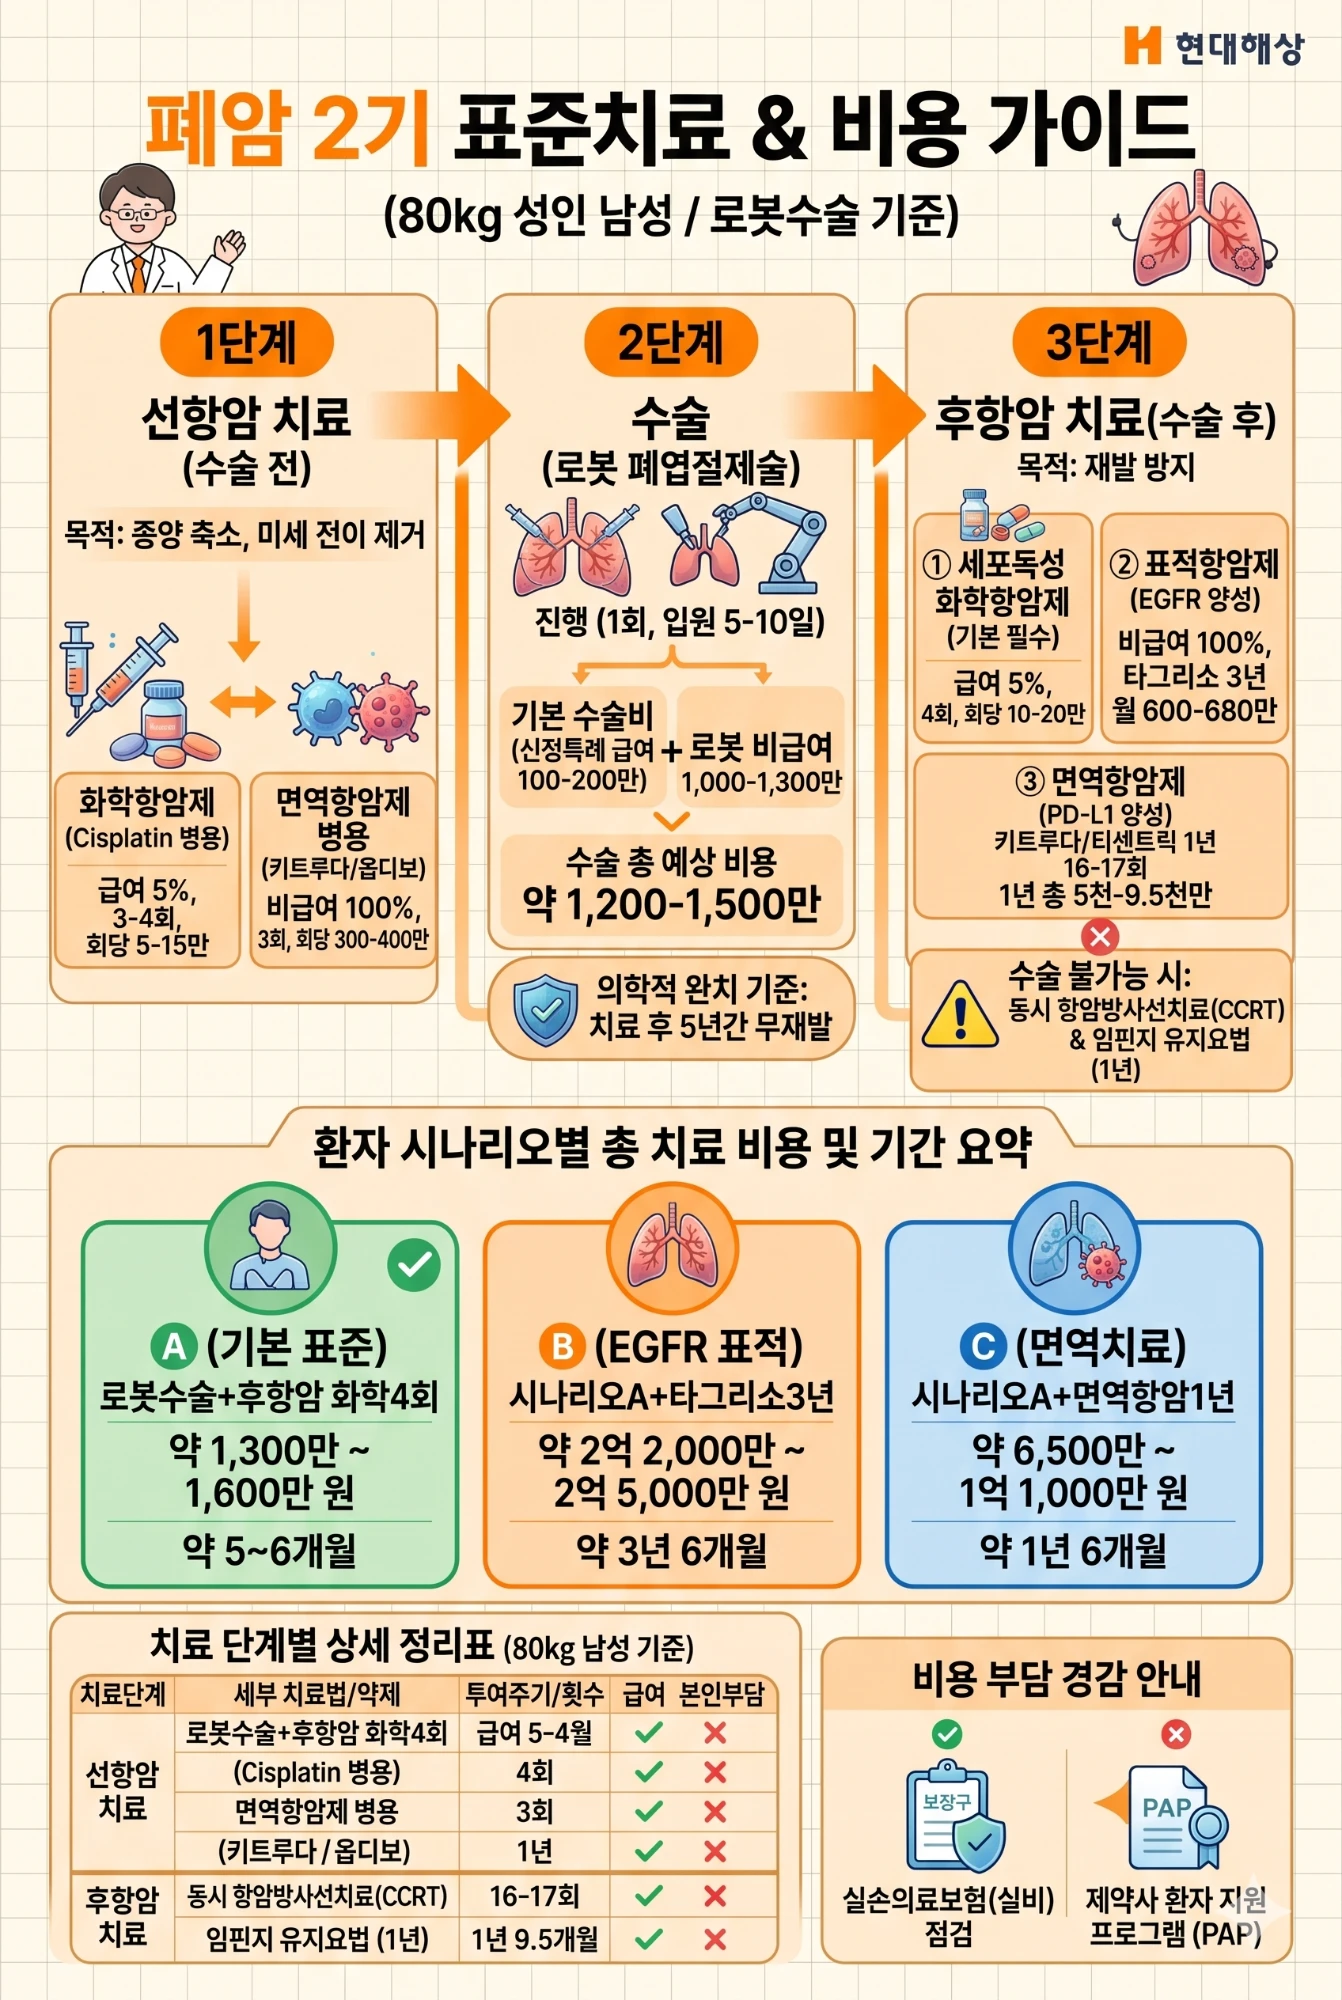 현대해상
폐암 2기 표준치료 & 비용 가이드
(80kg 성인 남성 / 로봇수술 기준)
1단계
선항암 치료
(수술 전)
목적: 종양 축소, 미세 전이 제거
화학항암제
(Cisplatin 병용)
급여 5%,
3-4회,
회당 5-15만
면역항암제
병용
(키트루다/옵디보)
비급여 100%,
3회, 회당 300-400만
2단계
수술
(로봇 폐엽절제술)
진행 (1회, 입원 5-10일)
기본 수술비
(신정특례 급여
100-200만)
+
로봇 비급여
1,000-1,300만
수술 총 예상 비용
약 1,200-1,500만
의학적 완치 기준:
치료 후 5년간 무재발
3단계
후항암 치료(수술 후)
목적: 재발 방지
① 세포독성
화학항암제
(기본 필수)
급여 5%,
4회, 회당 10-20만
② 표적항암제
(EGFR 양성)
비급여 100%,
타그리소 3년
월 600-680만
③ 면역항암제
(PD-L1 양성)
키트루다/티센트릭 1년
16-17회
1년 총 5천-9.5천만
수술 불가능 시:
동시 항암방사선치료(CCRT)
& 임핀지 유지요법
(1년)
환자 시나리오별 총 치료 비용 및 기간 요약
A (기본 표준)
로봇수술+후항암 화학4회
약 1,300만 ~
1,600만 원
약 5~6개월
B (EGFR 표적)
시나리오A+타그리소3년
약 2억 2,000만 ~
2억 5,000만 원
약 3년 6개월
C (면역치료)
시나리오A+면역항암1년
약 6,500만 ~
1억 1,000만 원
약 1년 6개월
치료 단계별 상세 정리표 (80kg 남성 기준)
치료단계 세부 치료법/약제 투여주기/횟수 급여 본인부담
선항암
치료
로봇수술+후항암 화학4회 급여 5-4월
(Cisplatin 병용) 4회
면역항암제 병용 3회
(키트루다 / 옵디보) 1년
후항암
치료
동시 항암방사선치료(CCRT) 16-17회
임핀지 유지요법 (1년) 1년 9.5개월
비용 부담 경감 안내
보장구
실손의료보험(실비)
점검
PAP
제약사 환자 지원
프로그램 (PAP)